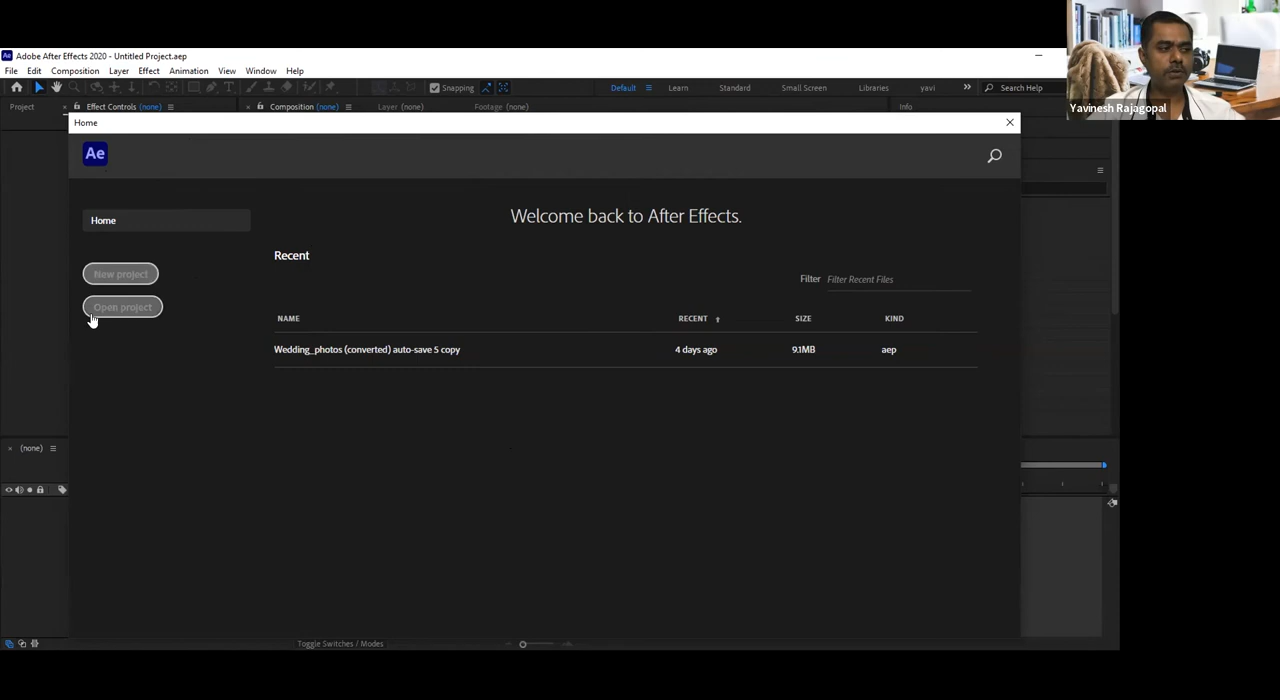 Ae Adobe After Effects 2020 - Untitled Project.aep
File Edit Composition Layer Effect Animation View Window Help
Snapping Default Learn Standard Small Screen Libraries yavi » Search Help
Project × Effect Controls (none) × Composition (none) Layer (none) Footage (none) Info
Yavinesh Rajagopal
Home
Ae
Home
Welcome back to After Effects.
Recent
New project
Filter Filter Recent Files
Open project
NAME RECENT SIZE KIND
Wedding_photos (converted) auto-save 5 copy 4 days ago 9.1MB aep
× (none)
Toggle Switches / Modes